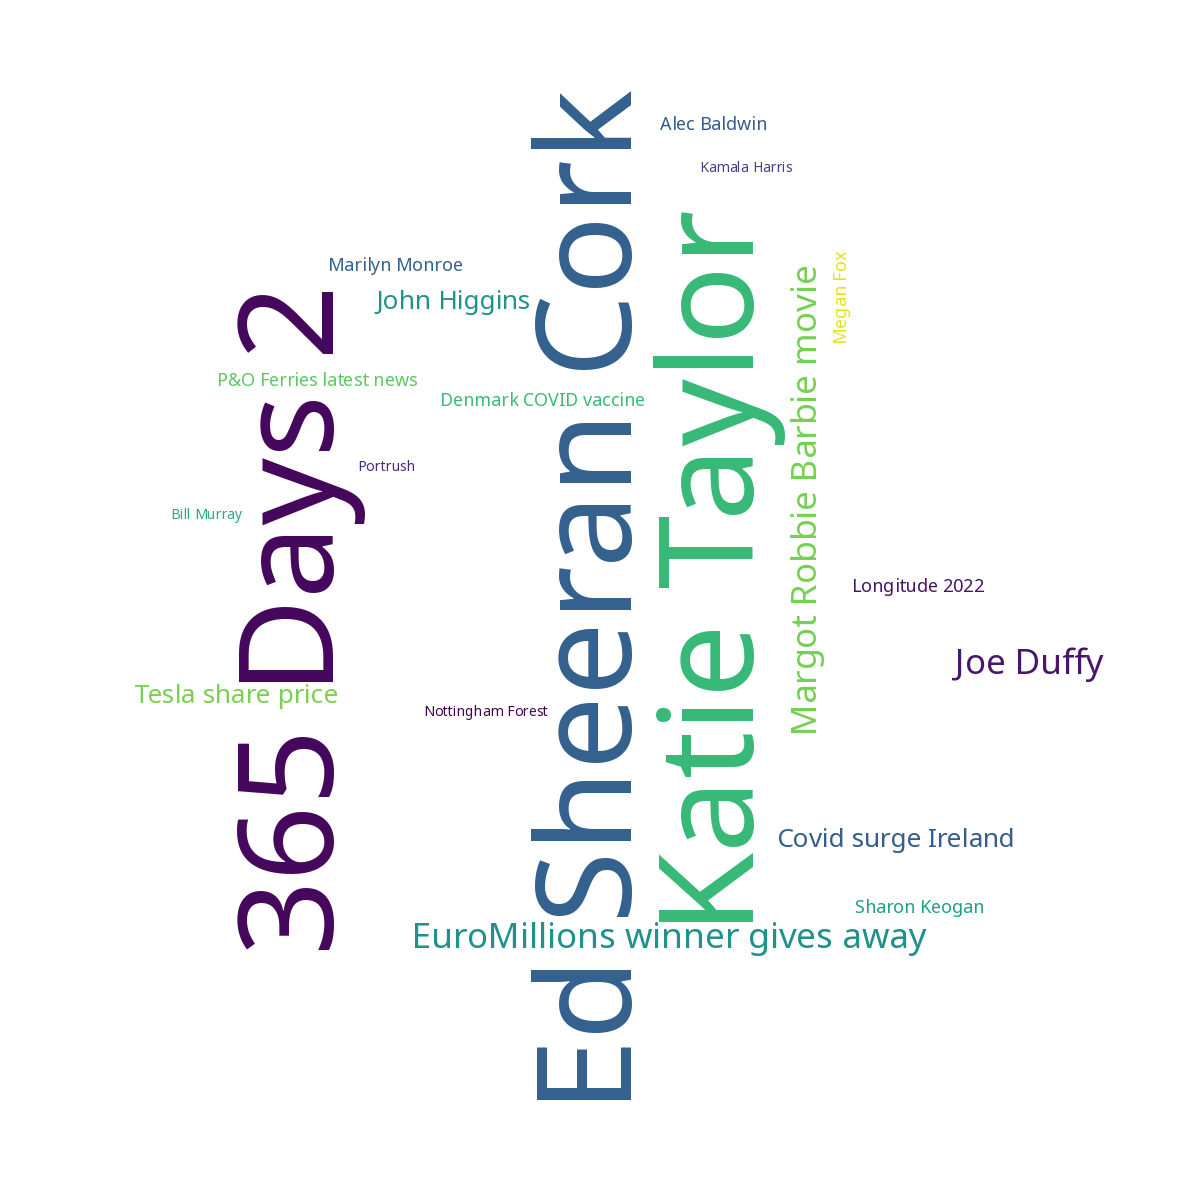 Alec Baldwin
Kamala Harris
Marilyn Monroe
John Higgins
P&O Ferries latest news
Denmark COVID vaccine
Portrush
Bill Murray
365 Days 2
Ed Sheeran Cork
Katie Taylor
Margot Robbie Barbie movie
Megan Fox
Longitude 2022
Joe Duffy
Tesla share price
Nottingham Forest
Covid surge Ireland
Sharon Keogan
EuroMillions winner gives away